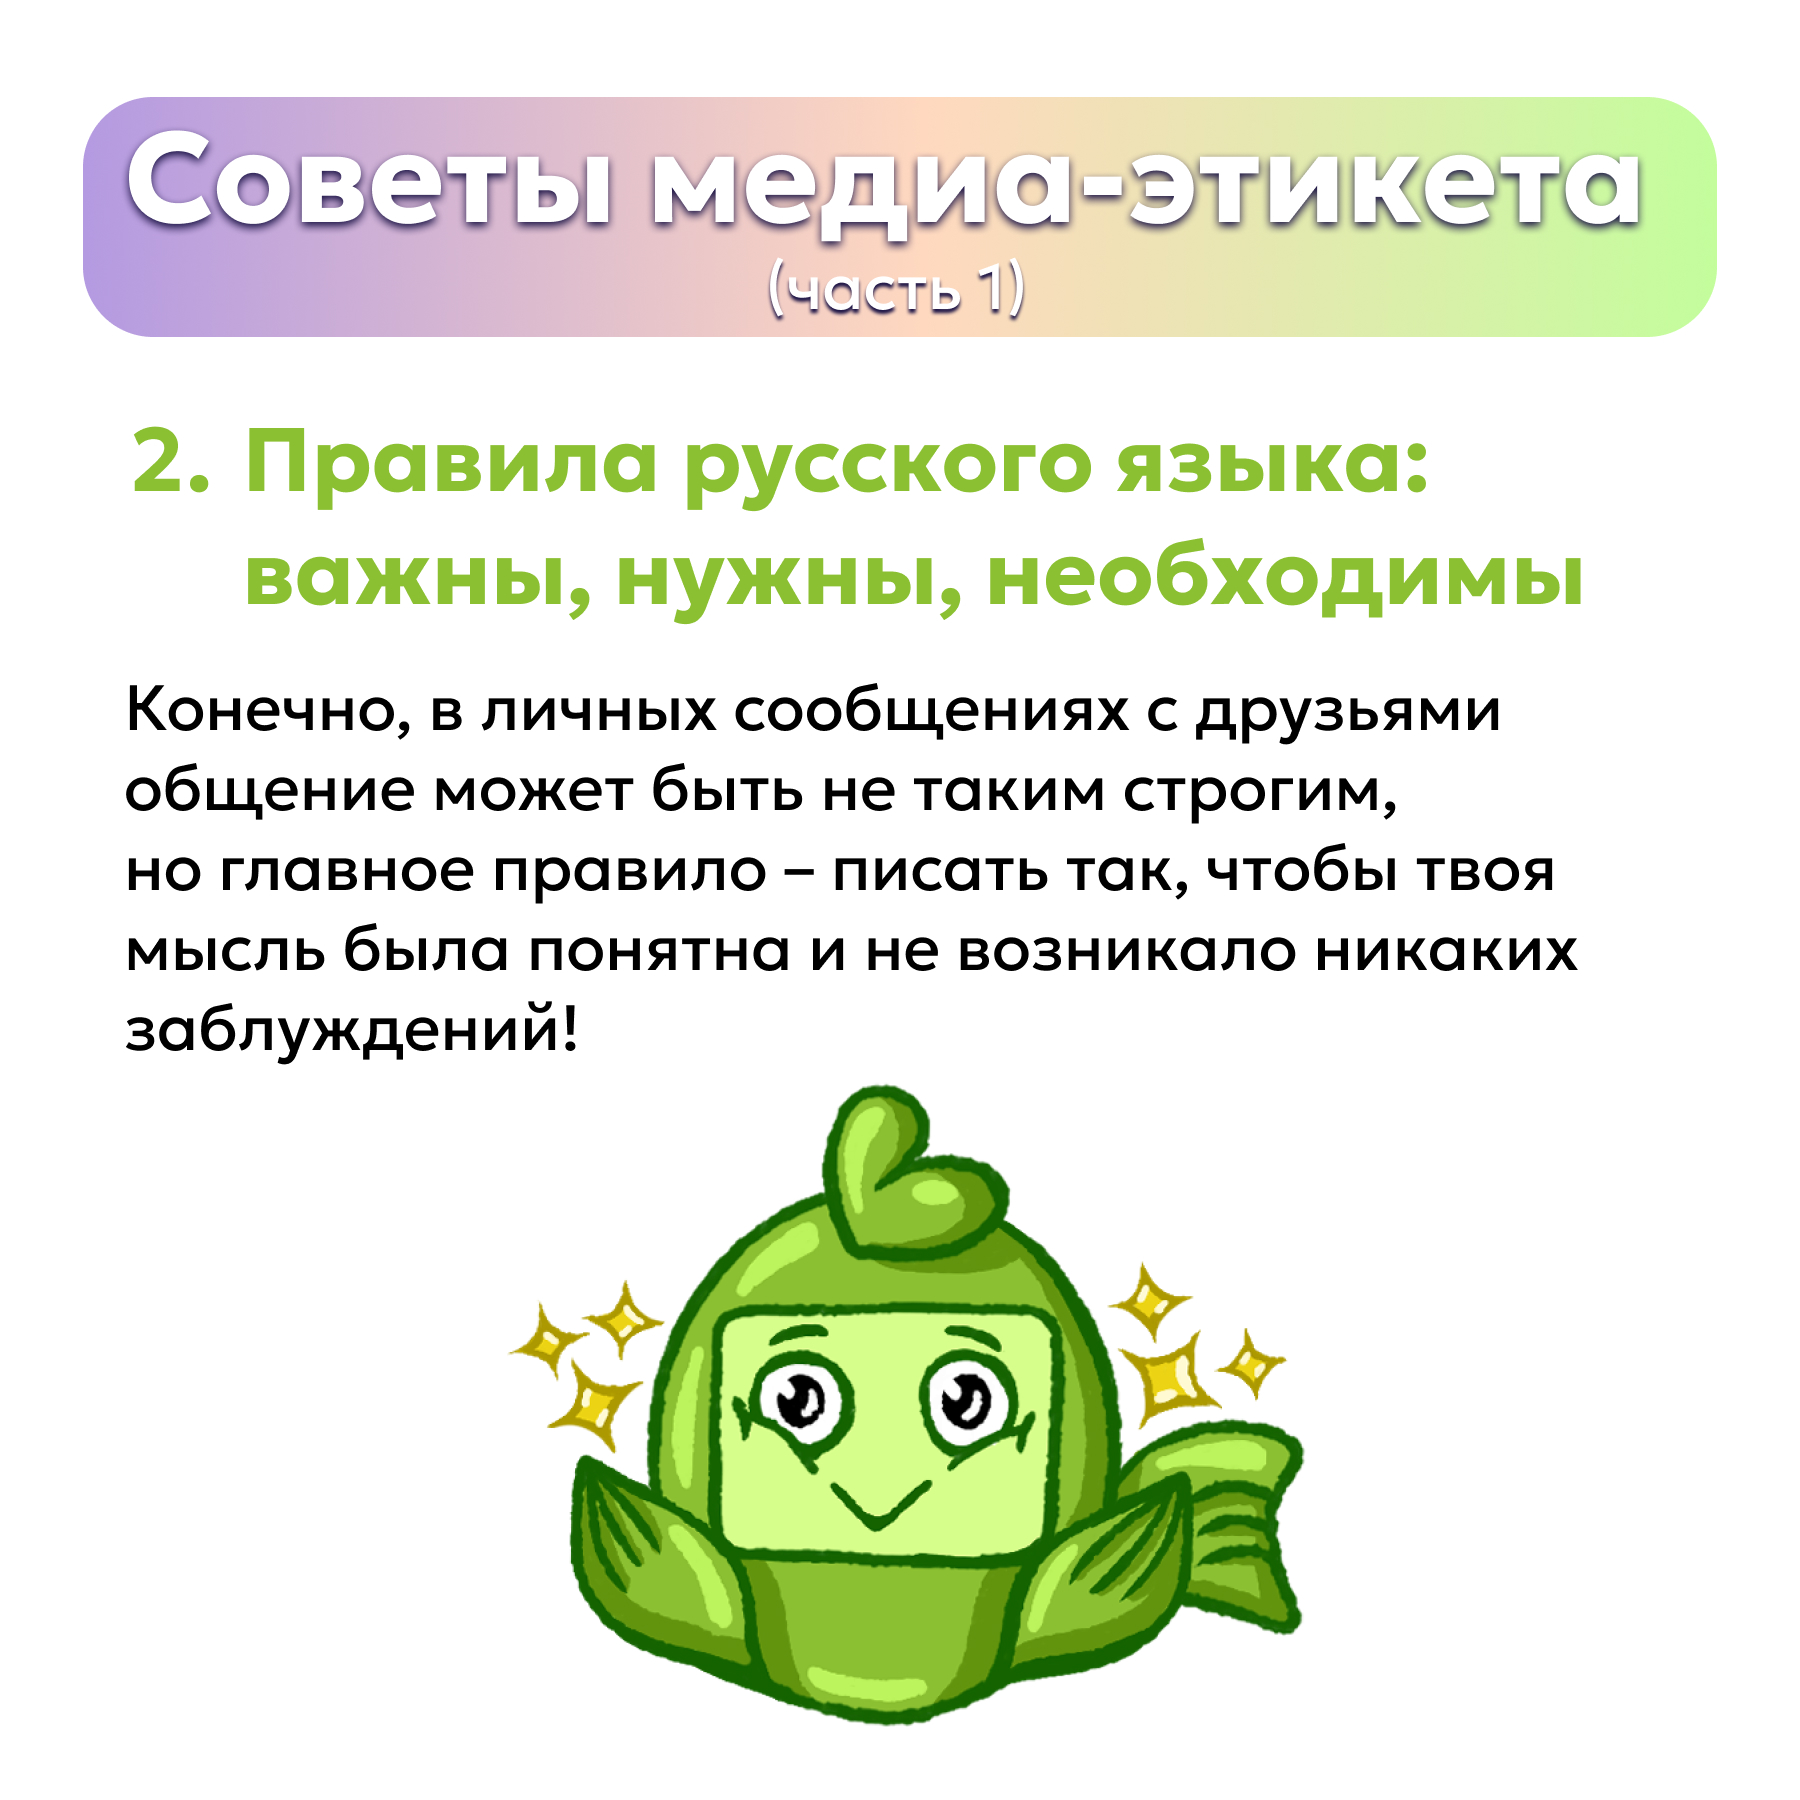 Советы медиа-этикета
(часть 1)
2. Правила русского языка:
важны, нужны, необходимы
Конечно, в личных сообщениях с друзьями
общение может быть не таким строгим,
но главное правило – писать так, чтобы твоя
мысль была понятна и не возникало никаких
заблуждений!